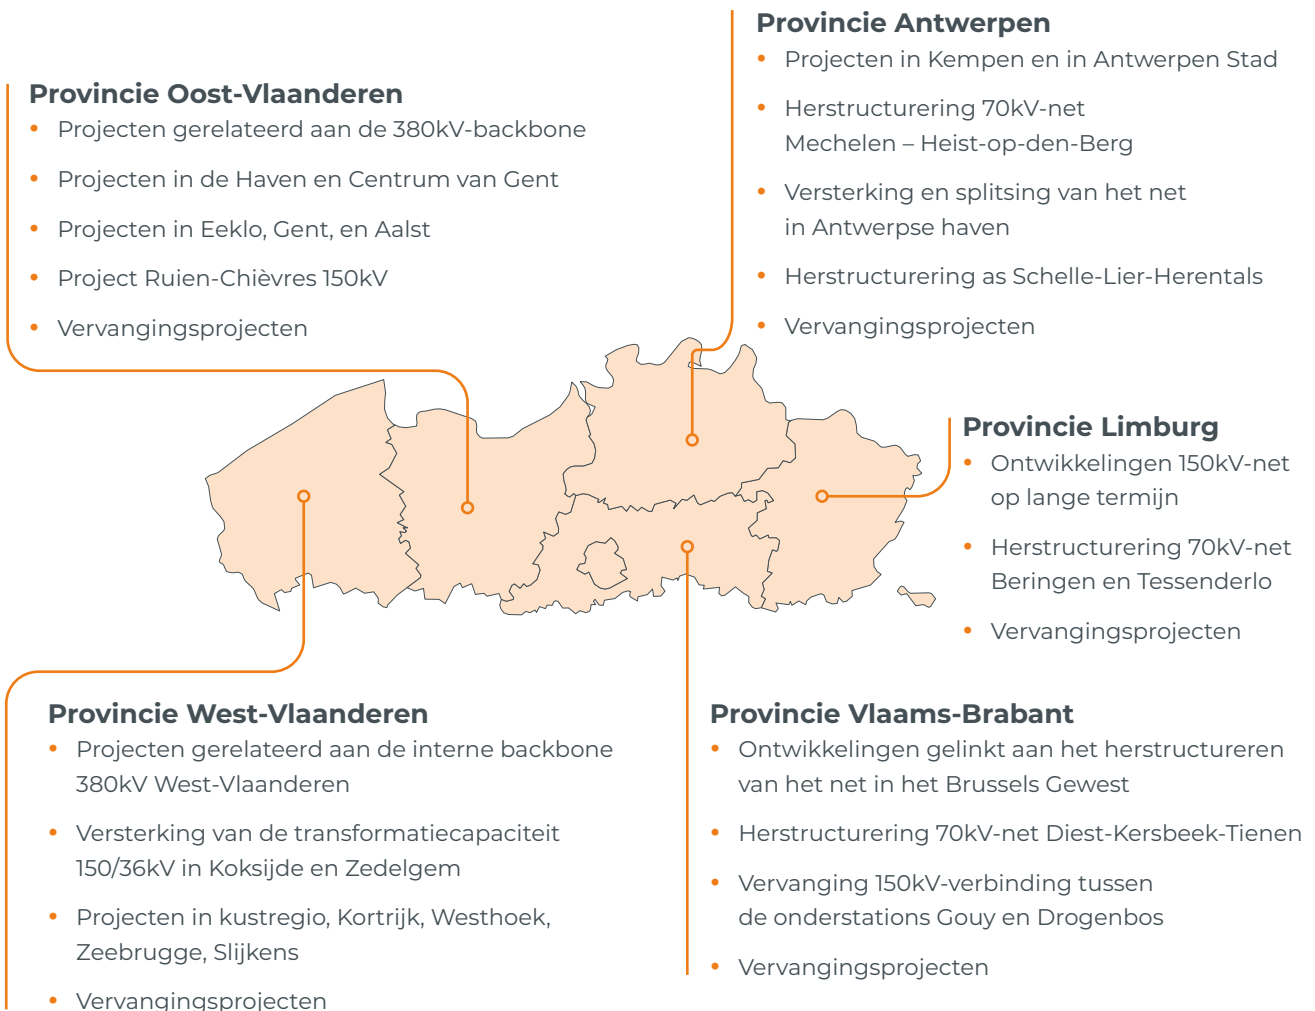 Provincie Oost-Vlaanderen
• Projecten gerelateerd aan de 380kV-backbone
• Projecten in de Haven en Centrum van Gent
• Projecten in Eeklo, Gent, en Aalst
• Project Ruien-Chièvres 150kV
• Vervangingsprojecten
Provincie Antwerpen
• Projecten in Kempen en in Antwerpen Stad
• Herstructurering 70kV-net
Mechelen – Heist-op-den-Berg
• Versterking en splitsing van het net
in Antwerpse haven
• Herstructurering as Schelle-Lier-Herentals
• Vervangingsprojecten
Provincie Limburg
• Ontwikkelingen 150kV-net
op lange termijn
• Herstructurering 70kV-net
Beringen en Tessenderlo
• Vervangingsprojecten
Provincie West-Vlaanderen
• Projecten gerelateerd aan de interne backbone
380kV West-Vlaanderen
• Versterking van de transformatiecapaciteit
150/36kV in Koksijde en Zedelgem
• Projecten in kustregio, Kortrijk, Westhoek,
Zeebrugge, Slijkens
• Vervangingsprojecten
Provincie Vlaams-Brabant
• Ontwikkelingen gelinkt aan het herstructureren
van het net in het Brussels Gewest
• Herstructurering 70kV-net Diest-Kersbeek-Tienen
• Vervanging 150kV-verbinding tussen
de onderstations Gouy en Drogenbos
• Vervangingsprojecten